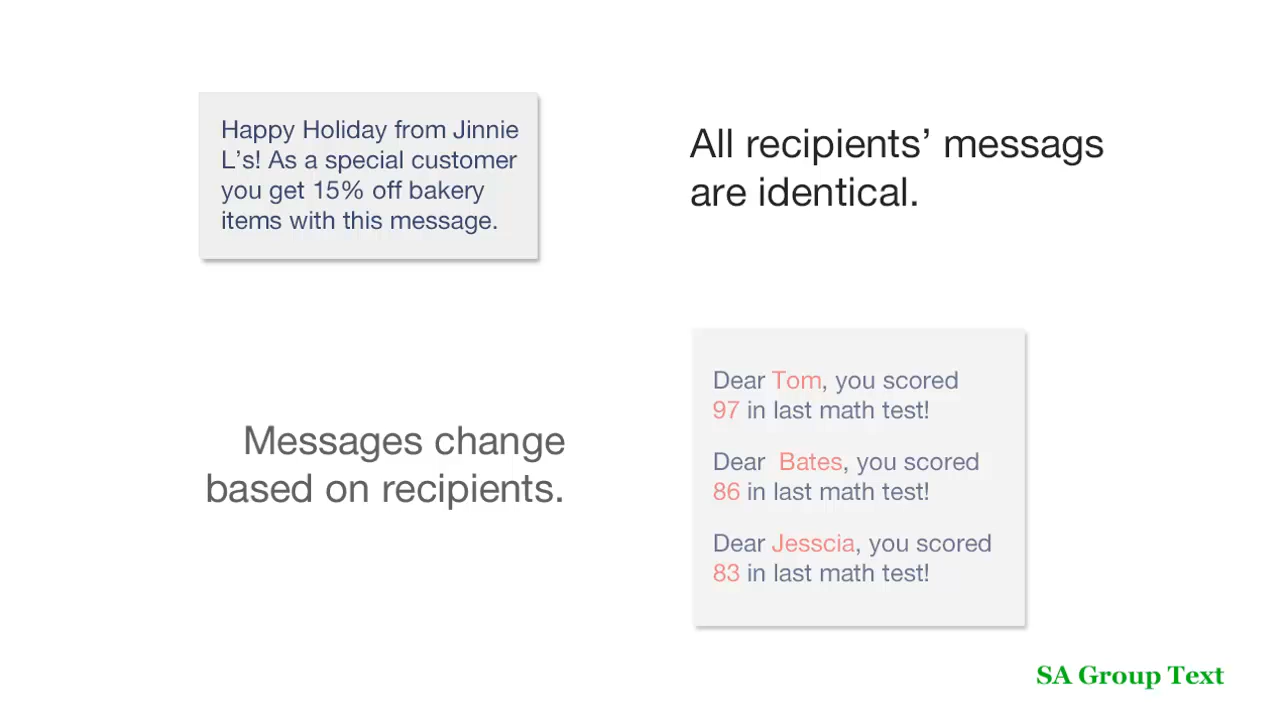 Happy Holiday from Jinnie
L’s! As a special customer
you get 15% off bakery
items with this message.
All recipients’ messags
are identical.
Messages change
based on recipients.
Dear Tom, you scored
97 in last math test!
Dear Bates, you scored
86 in last math test!
Dear Jesscia, you scored
83 in last math test!
SA Group Text